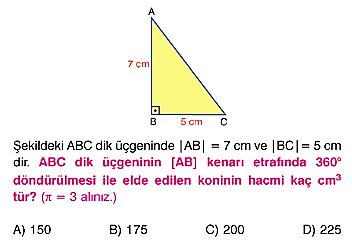 A
7 cm
B
5 cm
C
Şekildeki ABC dik üçgeninde |AB| = 7 cm ve |BC| = 5 cm
dir. ABC dik üçgeninin [AB] kenarı etrafında 360°
döndürülmesi ile elde edilen koninin hacmi kaç cm³
tür? (π = 3 alınız.)
A) 150 B) 175 C) 200 D) 225